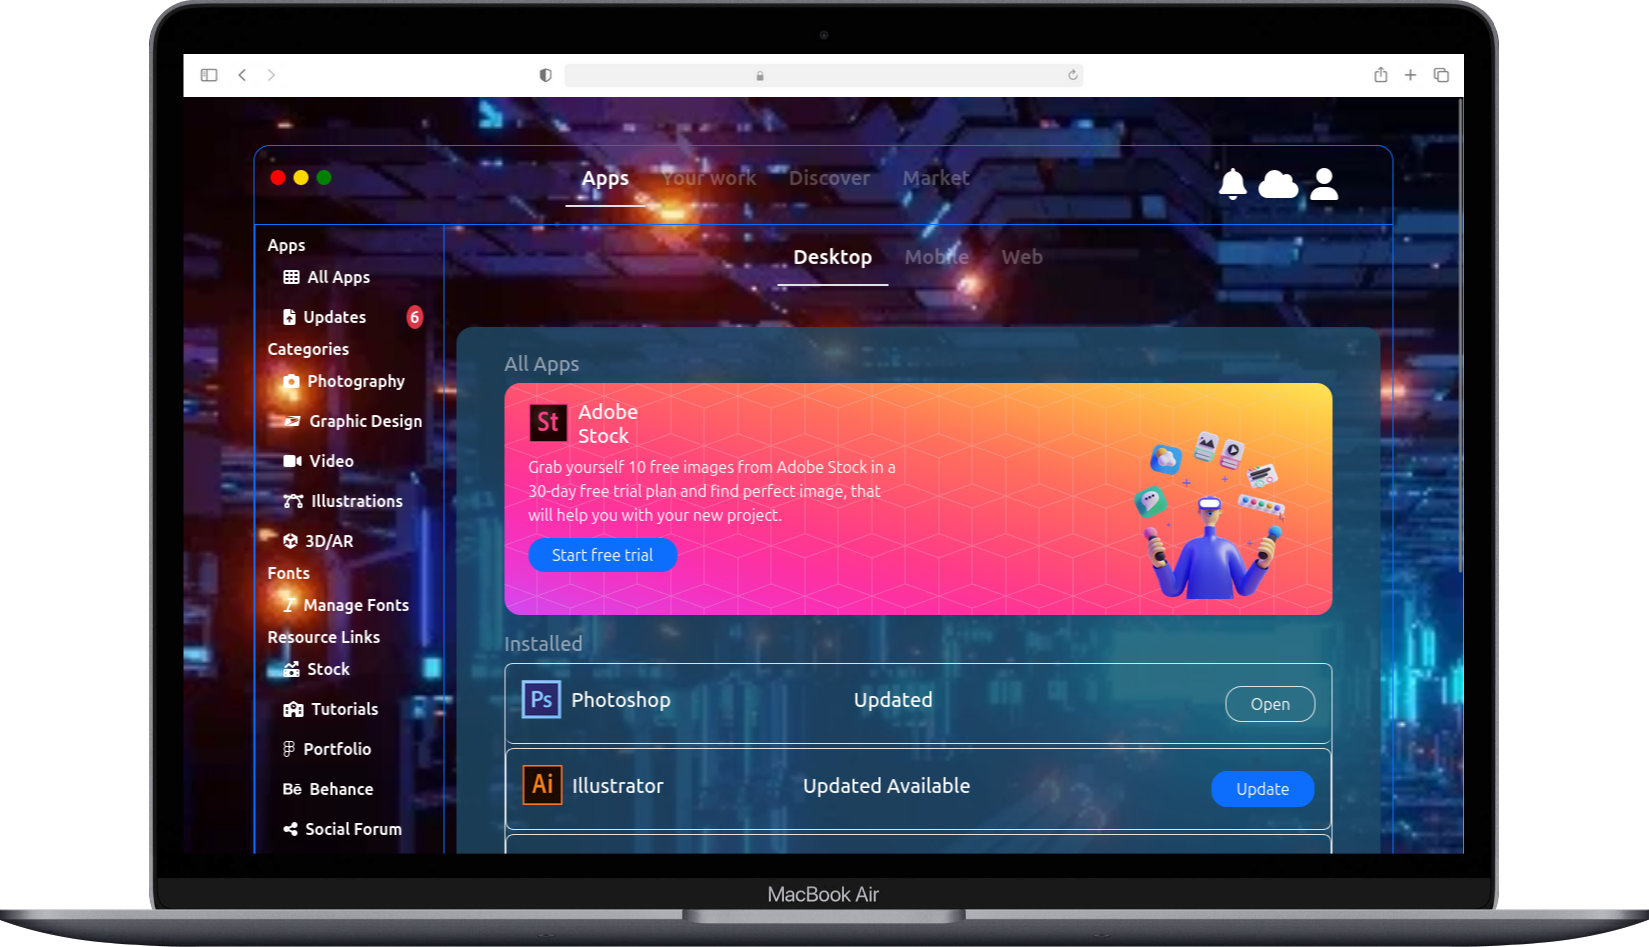 Apps Your work Discover Market
Apps
All Apps
Updates 6
Categories
Photography
Graphic Design
Video
Illustrations
3D/AR
Fonts
Manage Fonts
Resource Links
Stock
Tutorials
Portfolio
Bē Behance
Social Forum
Desktop Mobile Web
All Apps
St Adobe
Stock
Grab yourself 10 free images from Adobe Stock in a
30-day free trial plan and find perfect image, that
will help you with your new project.
Start free trial
Installed
Ps Photoshop Updated Open
Ai Illustrator Updated Available Update
MacBook Air